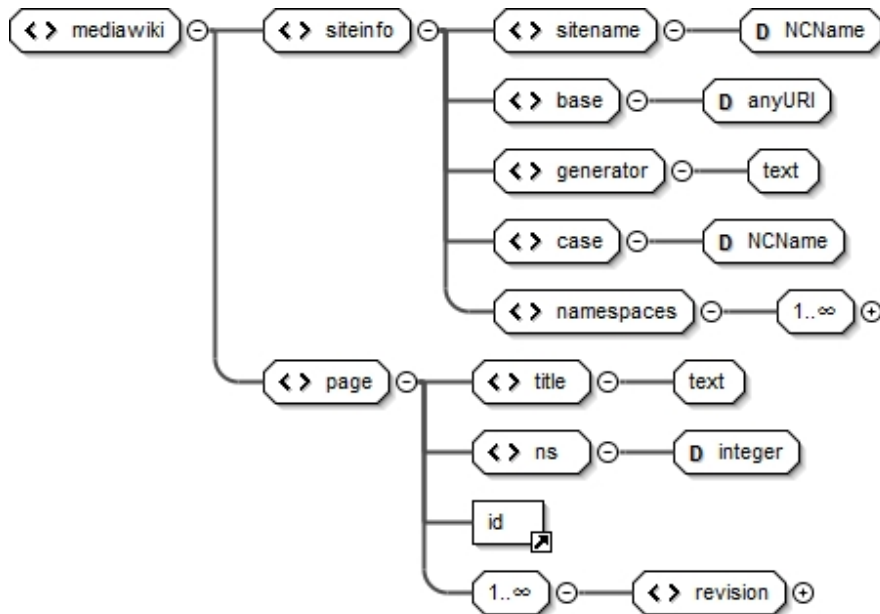 <> mediawiki
<> siteinfo
<> sitename
D NCName
<> base
D anyURI
<> generator
text
<> case
D NCName
<> namespaces
1..∞
<> page
<> title
text
<> ns
D integer
id
1..∞
<> revision